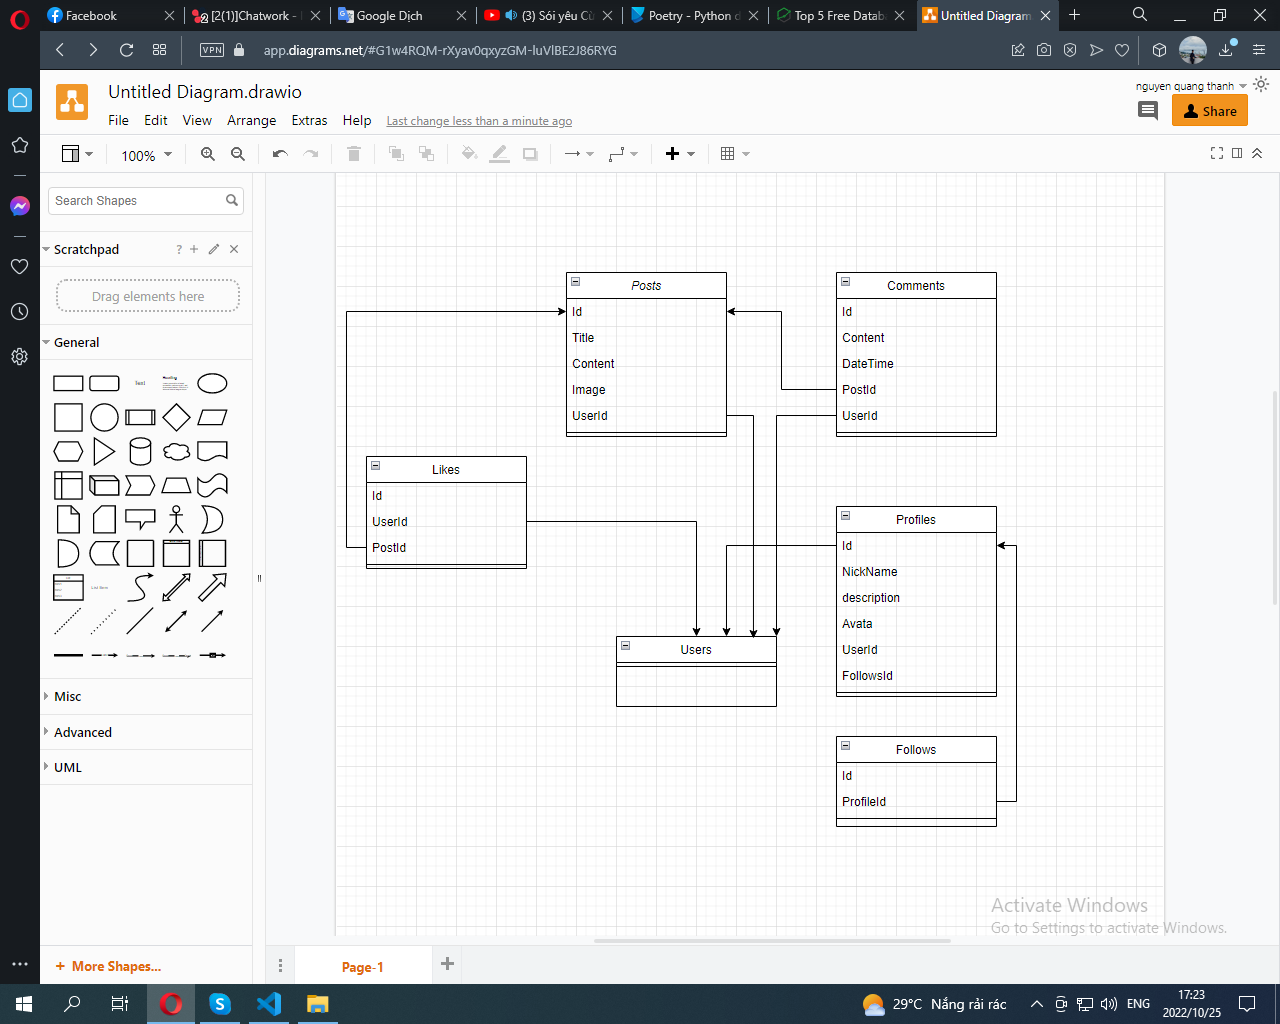 Facebook
[2(1)]Chatwork -
Google Dịch
(3) Sói yêu Cừ
Poetry - Python d
Top 5 Free Datab
Untitled Diagram
VPN
app.diagrams.net/#G1w4RQM-rXyav0qxyzGM-luVlBE2J86RYG
Untitled Diagram.drawio
nguyen quang thanh
File Edit View Arrange Extras Help Last change less than a minute ago
Share
100%
Search Shapes
Scratchpad
?
Drag elements here
General
Text
Heading
List Item
Misc
Advanced
UML
More Shapes...
Posts
Id
Title
Content
Image
UserId
Comments
Id
Content
DateTime
PostId
UserId
Likes
Id
UserId
PostId
Profiles
Id
NickName
description
Avata
UserId
FollowsId
Users
Follows
Id
ProfileId
Activate Windows
Go to Settings to activate Windows.
Page-1
29°C Nắng rải rác
ENG
17:23
2022/10/25